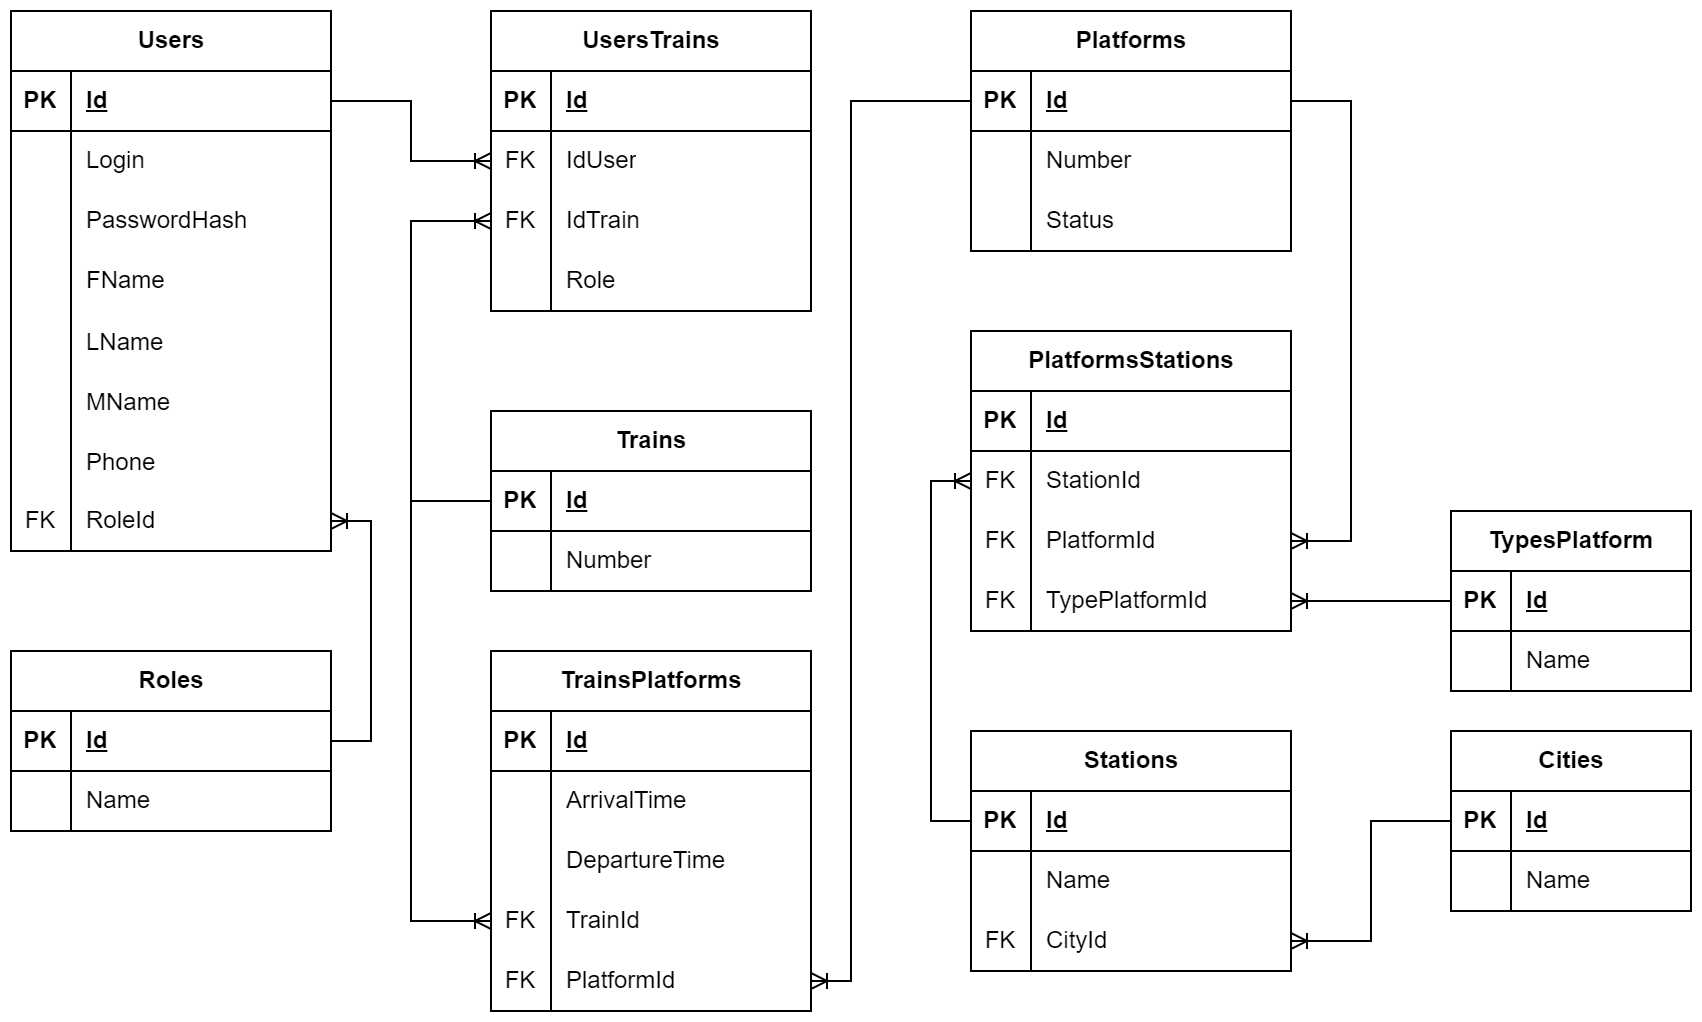 Users
PK Id
Login
PasswordHash
FName
LName
MName
Phone
FK RoleId
Roles
PK Id
Name
UsersTrains
PK Id
FK IdUser
FK IdTrain
Role
Trains
PK Id
Number
TrainsPlatforms
PK Id
ArrivalTime
DepartureTime
FK TrainId
FK PlatformId
Platforms
PK Id
Number
Status
PlatformsStations
PK Id
FK StationId
FK PlatformId
FK TypePlatformId
Stations
PK Id
Name
FK CityId
TypesPlatform
PK Id
Name
Cities
PK Id
Name